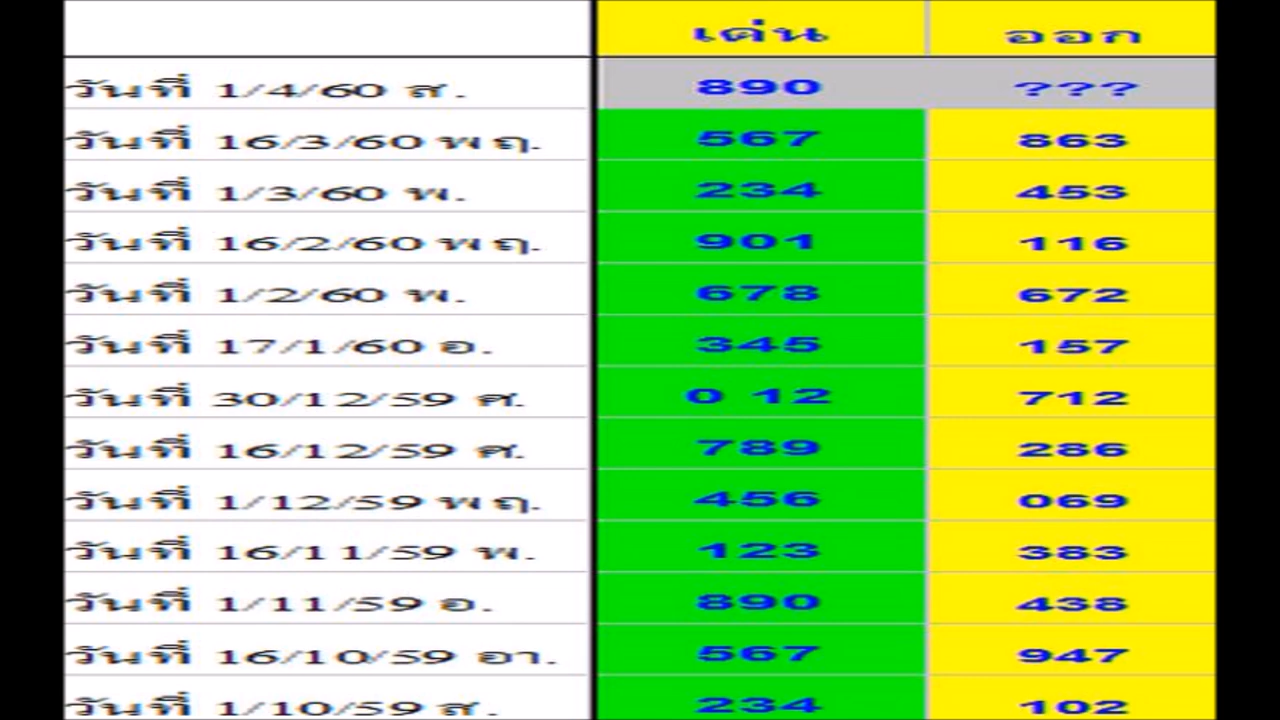 เด่น ออก
วันที่ 1/4/60 ส. 890 ???
วันที่ 16/3/60 พฤ. 567 863
วันที่ 1/3/60 พ. 234 453
วันที่ 16/2/60 พฤ. 901 116
วันที่ 1/2/60 พ. 678 672
วันที่ 17/1/60 อ. 345 157
วันที่ 30/12/59 ศ. 0 12 712
วันที่ 16/12/59 ศ. 789 286
วันที่ 1/12/59 พฤ. 456 069
วันที่ 16/11/59 พ. 123 383
วันที่ 1/11/59 อ. 890 438
วันที่ 16/10/59 อา. 567 947
วันที่ 1/10/59 ส. 234 102